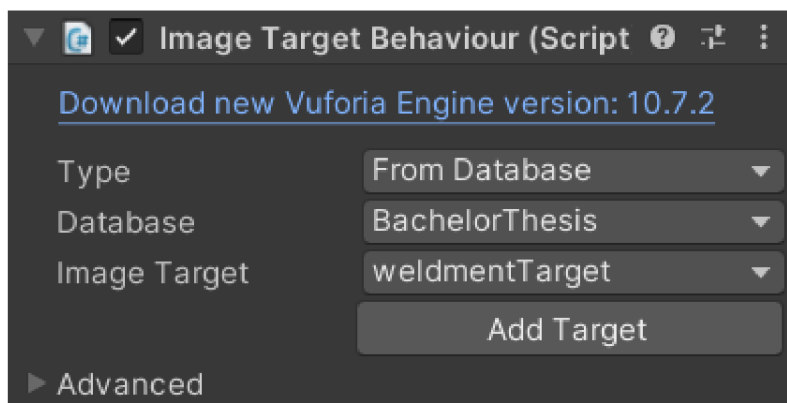 Image Target Behaviour (Script
Download new Vuforia Engine version: 10.7.2
Type From Database
Database BachelorThesis
Image Target weldmentTarget
Add Target
Advanced